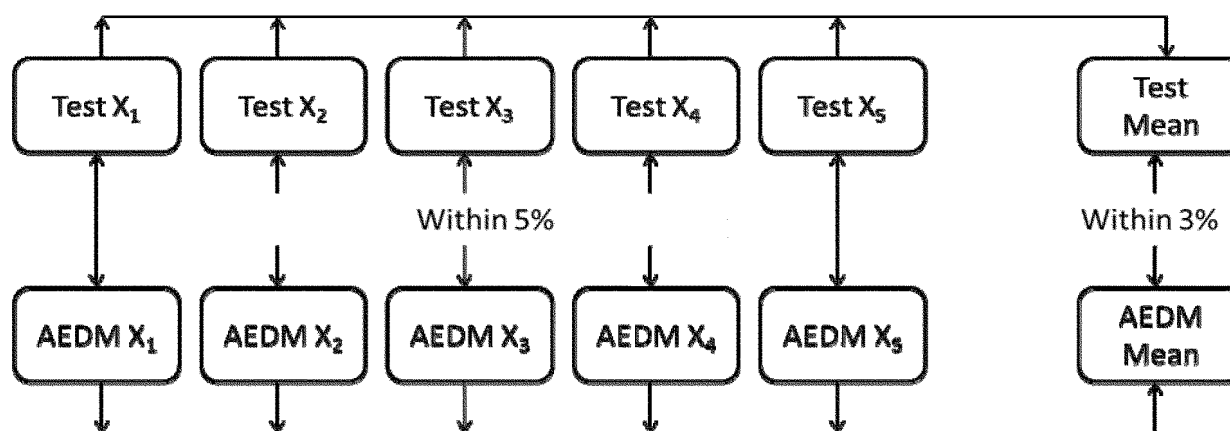 Test X₁
Test X₂
Test X₃
Test X₄
Test X₅
Test
Mean
Within 5%
Within 3%
AEDM X₁
AEDM X₂
AEDM X₃
AEDM X₄
AEDM X₅
AEDM
Mean